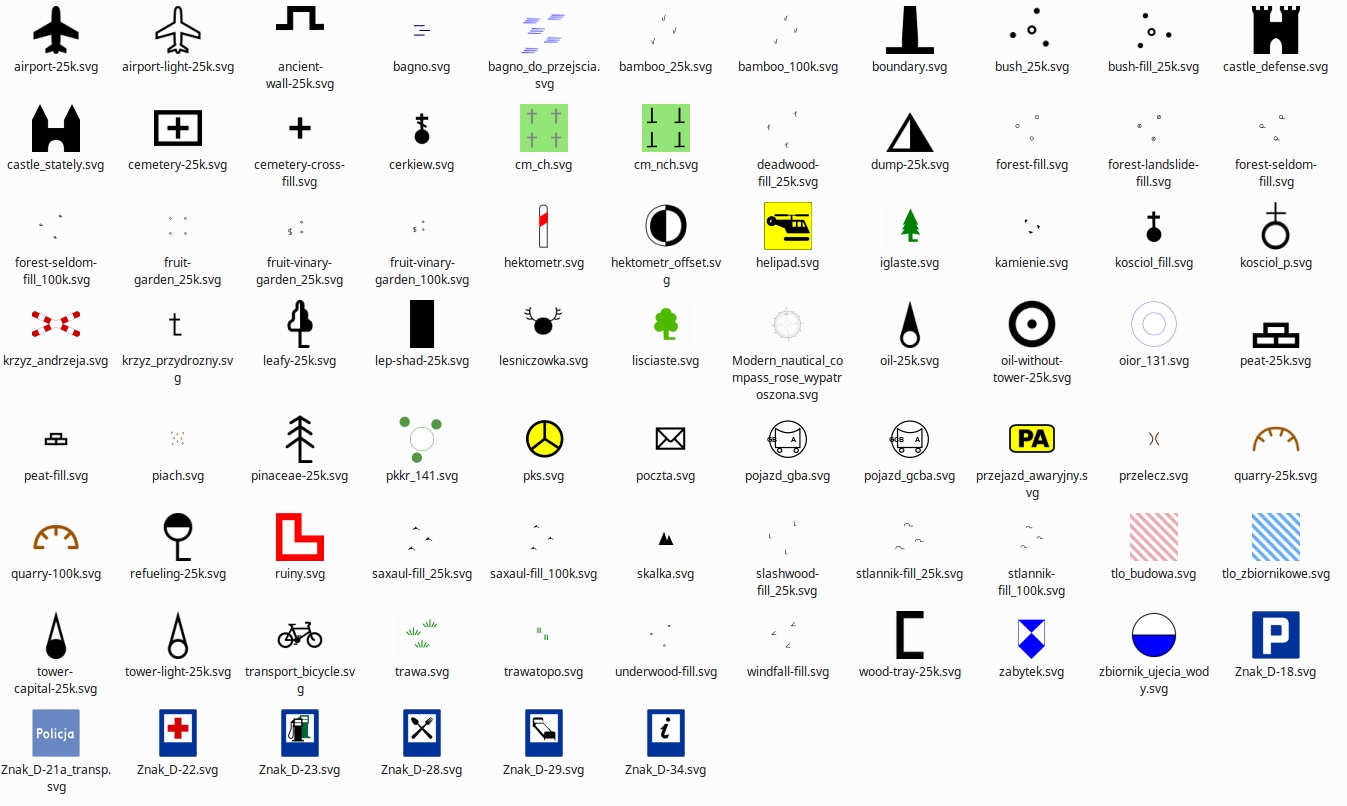 airport-25k.svg
airport-light-25k.svg
ancient-
wall-25k.svg
bagno.svg
bagno_do_przejscia.
svg
bamboo_25k.svg
bamboo_100k.svg
boundary.svg
bush_25k.svg
bush-fill_25k.svg
castle_defense.svg
castle_stately.svg
cemetery-25k.svg
cemetery-cross-
fill.svg
cerkiew.svg
cm_ch.svg
cm_nch.svg
deadwood-
fill_25k.svg
dump-25k.svg
forest-fill.svg
forest-landslide-
fill.svg
forest-seldom-
fill.svg
forest-seldom-
fill_100k.svg
fruit-
garden_25k.svg
fruit-vinary-
garden_25k.svg
fruit-vinary-
garden_100k.svg
hektometr.svg
hektometr_offset.sv
g
helipad.svg
iglaste.svg
kamienie.svg
kosciol_fill.svg
kosciol_p.svg
krzyz_andrzeja.svg
krzyz_przydrozny.sv
g
leafy-25k.svg
lep-shad-25k.svg
lesniczowka.svg
lisciaste.svg
Modern_nautical_co
mpass_rose_wypatr
oszona.svg
oil-25k.svg
oil-without-
tower-25k.svg
oior_131.svg
peat-25k.svg
peat-fill.svg
piach.svg
pinaceae-25k.svg
pkkr_141.svg
pks.svg
poczta.svg
GB A
pojazd_gba.svg
GCB A
pojazd_gcba.svg
PA
przejazd_awaryjny.s
vg
przelecz.svg
quarry-25k.svg
quarry-100k.svg
refueling-25k.svg
ruiny.svg
saxaul-fill_25k.svg
saxaul-fill_100k.svg
skalka.svg
slashwood-
fill_25k.svg
stlannik-fill_25k.svg
stlannik-
fill_100k.svg
tlo_budowa.svg
tlo_zbiornikowe.svg
tower-
capital-25k.svg
tower-light-25k.svg
transport_bicycle.sv
g
trawa.svg
trawatopo.svg
underwood-fill.svg
windfall-fill.svg
wood-tray-25k.svg
zabytek.svg
zbiornik_ujecia_wod
y.svg
P
Znak_D-18.svg
Policja
Znak_D-21a_transp.
svg
Znak_D-22.svg
Znak_D-23.svg
Znak_D-28.svg
Znak_D-29.svg
i
Znak_D-34.svg